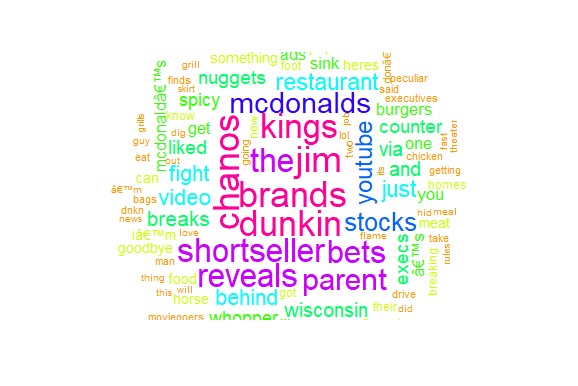 something ads
grill foot sink heres donâ€
finds nuggets restaurant peculiar
skirt spicy mcdonalds said
know executives
mcdonaldâ€™s kings burgers
grills dig get going new job counter
guy liked chanos lol two youtube via one fast theater
eat out the jim its and chicken
can fight just getting
â€™m video brands you homes
bags
dnkn breaks dunkin stocks hid meal
news
iâ€™m love flame meat take
goodbye shortseller bets execs â€™s rules
man
thing food reveals parent breaking
this will got drive
horse behind their did
wisconsin
moviegoers whopper